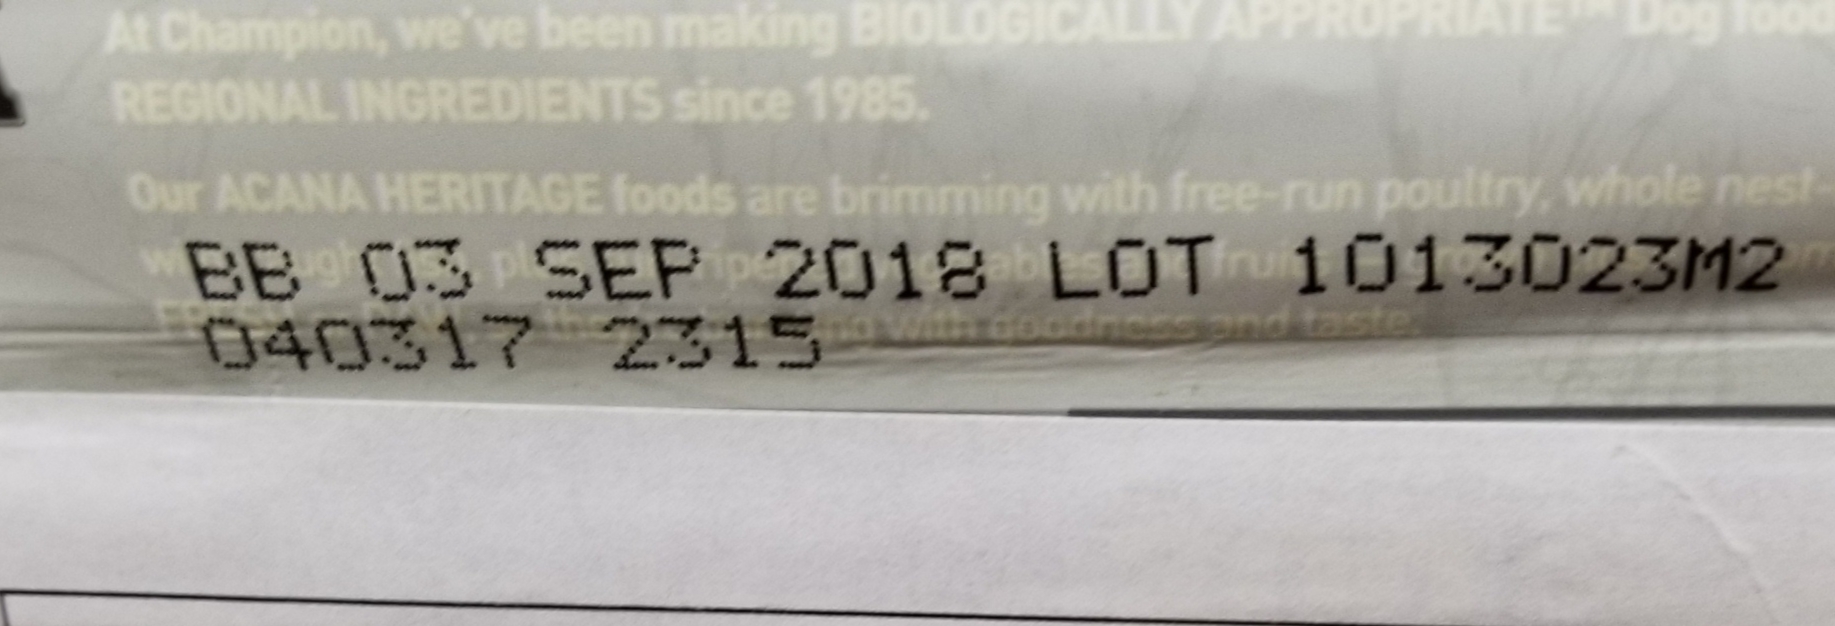 At Champion, we've been making BIOLOGICALLY APPROPRIATE™ Dog food
REGIONAL INGREDIENTS since 1985.
Our ACANA HERITAGE foods are brimming with free-run poultry, whole nest-
BB 03 SEP 2018 LOT 1013023M2
with goodness and taste.
040317 2315